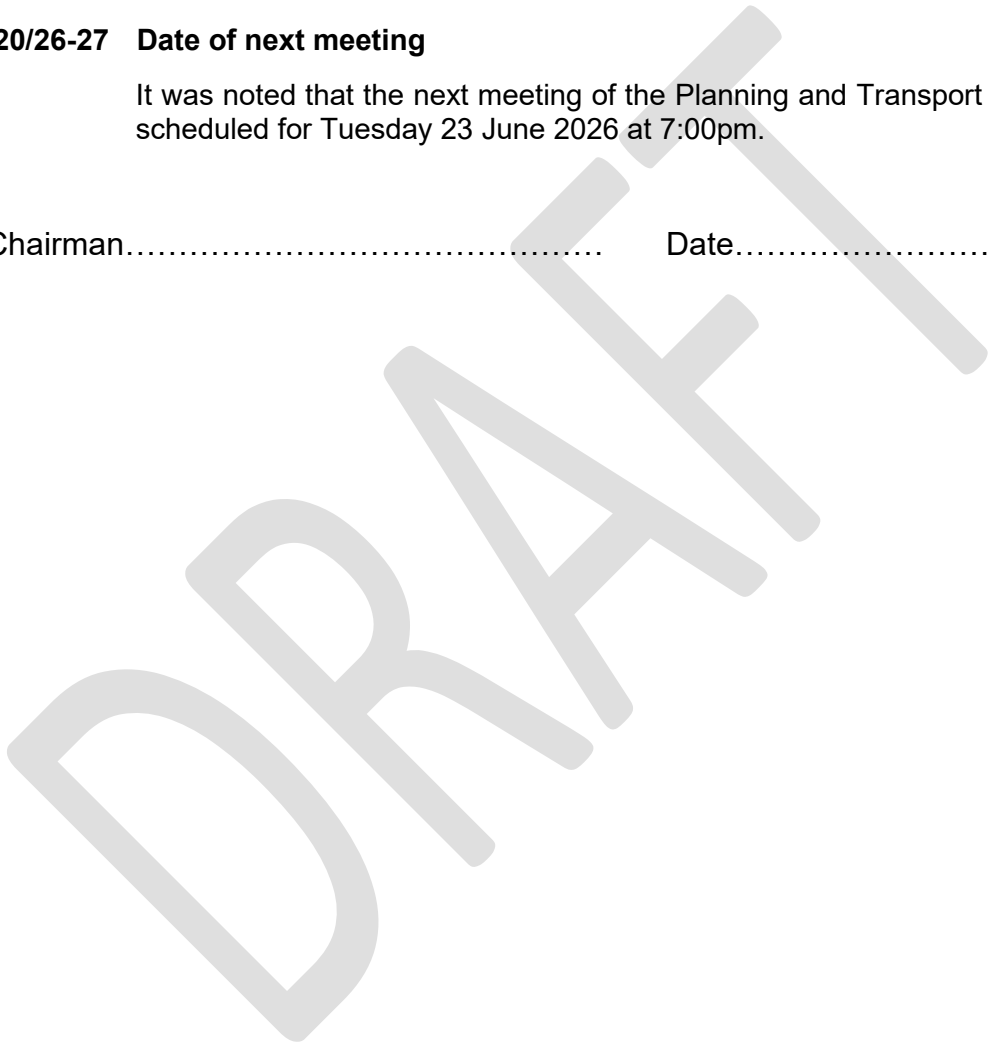 20/26-27 Date of next meeting
It was noted that the next meeting of the Planning and Transport
scheduled for Tuesday 23 June 2026 at 7:00pm.
Chairman……………………………………… Date……………………
DRAFT